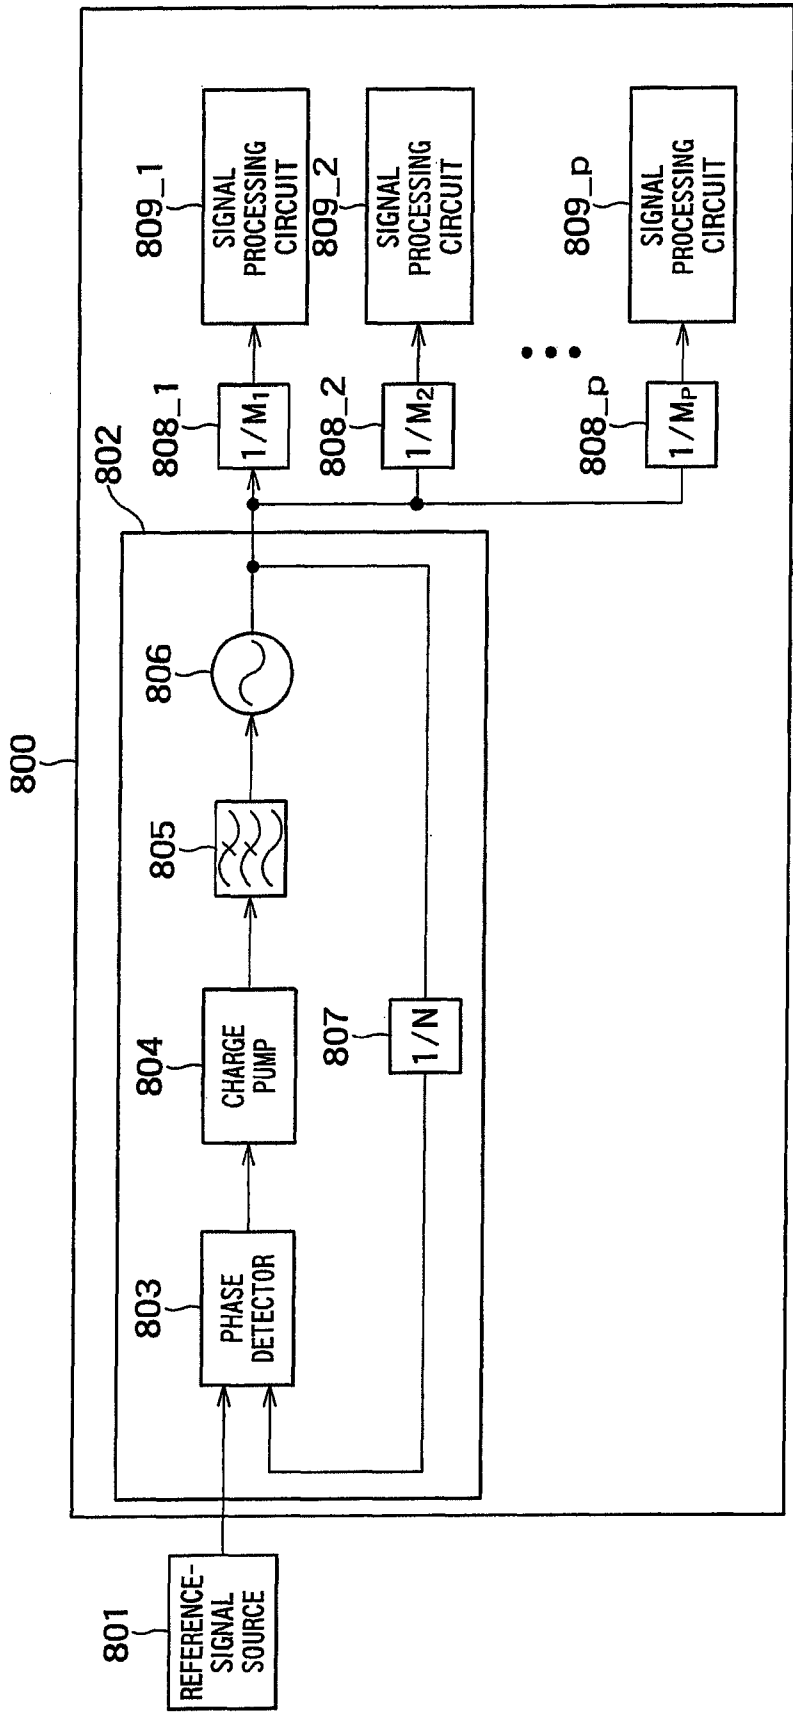 800
802
801
REFERENCE-
SIGNAL
SOURCE
803
PHASE
DETECTOR
804
CHARGE
PUMP
805
806
807
1/N
808_1
1/M1
809_1
SIGNAL
PROCESSING
CIRCUIT
808_2
1/M2
809_2
SIGNAL
PROCESSING
CIRCUIT
808_p
1/MP
809_p
SIGNAL
PROCESSING
CIRCUIT